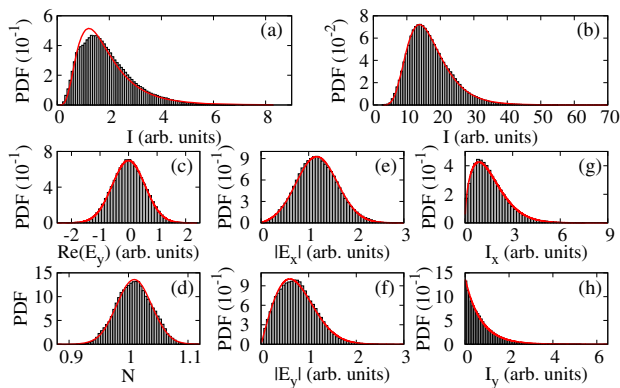 (a)
PDF (10⁻¹)
6
4
2
0
0 2 4 6 8
I (arb. units)
(b)
PDF (10⁻²)
8
6
4
2
0
10 20 30 40 50 60 70
I (arb. units)
(c)
PDF (10⁻¹)
8
4
0
-2 -1 0 1 2
Re(E_y) (arb. units)
(e)
PDF (10⁻¹)
9
6
3
0
0 1 2 3
|E_x| (arb. units)
(g)
PDF (10⁻¹)
4
2
0
0 3 6 9
I_x (arb. units)
(d)
PDF
15
10
5
0
0.9 1 1.1
N
(f)
PDF (10⁻¹)
9
6
3
0
0 1 2 3
|E_y| (arb. units)
(h)
PDF (10⁻¹)
15
10
5
0
0 2 4 6
I_y (arb. units)